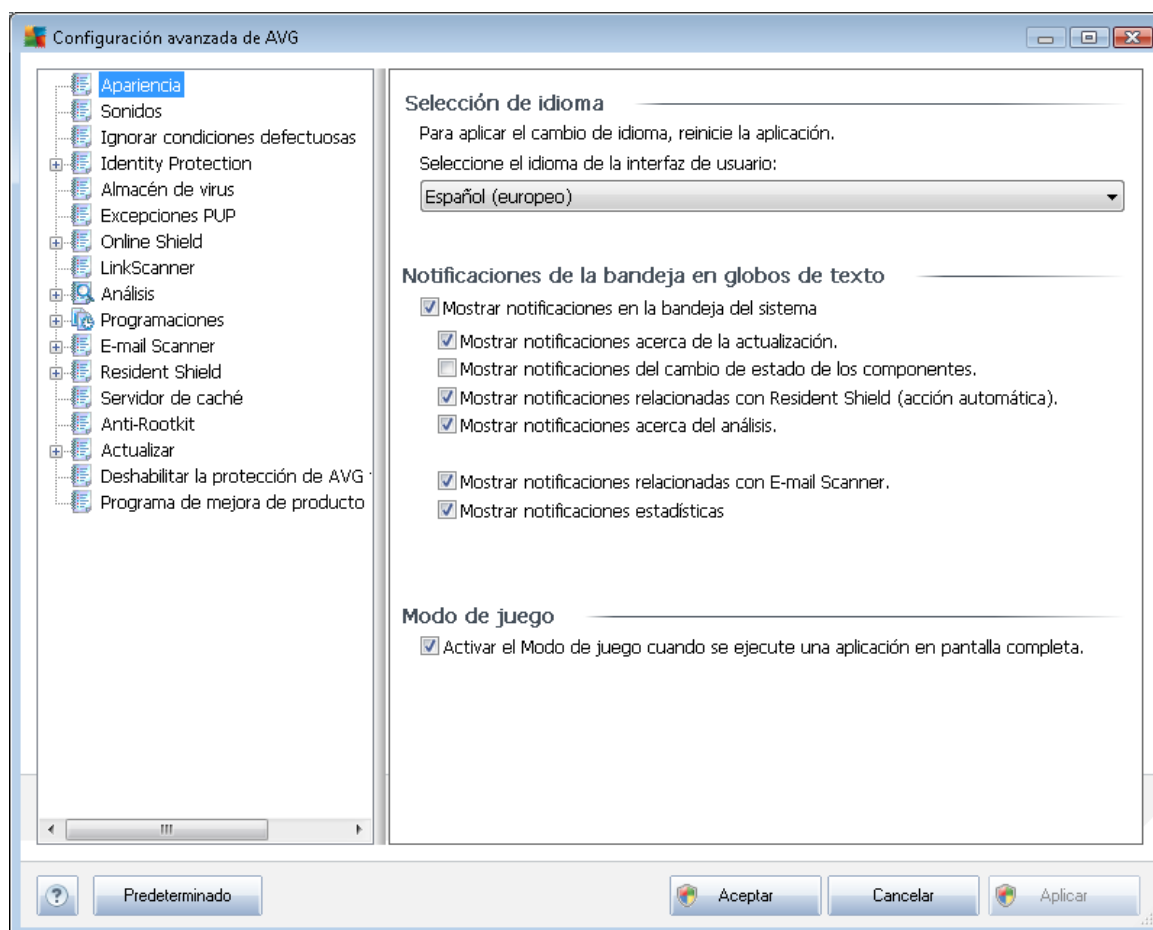 Configuración avanzada de AVG
Apariencia
Sonidos
Ignorar condiciones defectuosas
Identity Protection
Almacén de virus
Excepciones PUP
Online Shield
LinkScanner
Análisis
Programaciones
E-mail Scanner
Resident Shield
Servidor de caché
Anti-Rootkit
Actualizar
Deshabilitar la protección de AVG
Programa de mejora de producto
Selección de idioma
Para aplicar el cambio de idioma, reinicie la aplicación.
Seleccione el idioma de la interfaz de usuario:
Español (europeo)
Notificaciones de la bandeja en globos de texto
Mostrar notificaciones en la bandeja del sistema
Mostrar notificaciones acerca de la actualización.
Mostrar notificaciones del cambio de estado de los componentes.
Mostrar notificaciones relacionadas con Resident Shield (acción automática).
Mostrar notificaciones acerca del análisis.
Mostrar notificaciones relacionadas con E-mail Scanner.
Mostrar notificaciones estadísticas
Modo de juego
Activar el Modo de juego cuando se ejecute una aplicación en pantalla completa.
? Predeterminado Aceptar Cancelar Aplicar